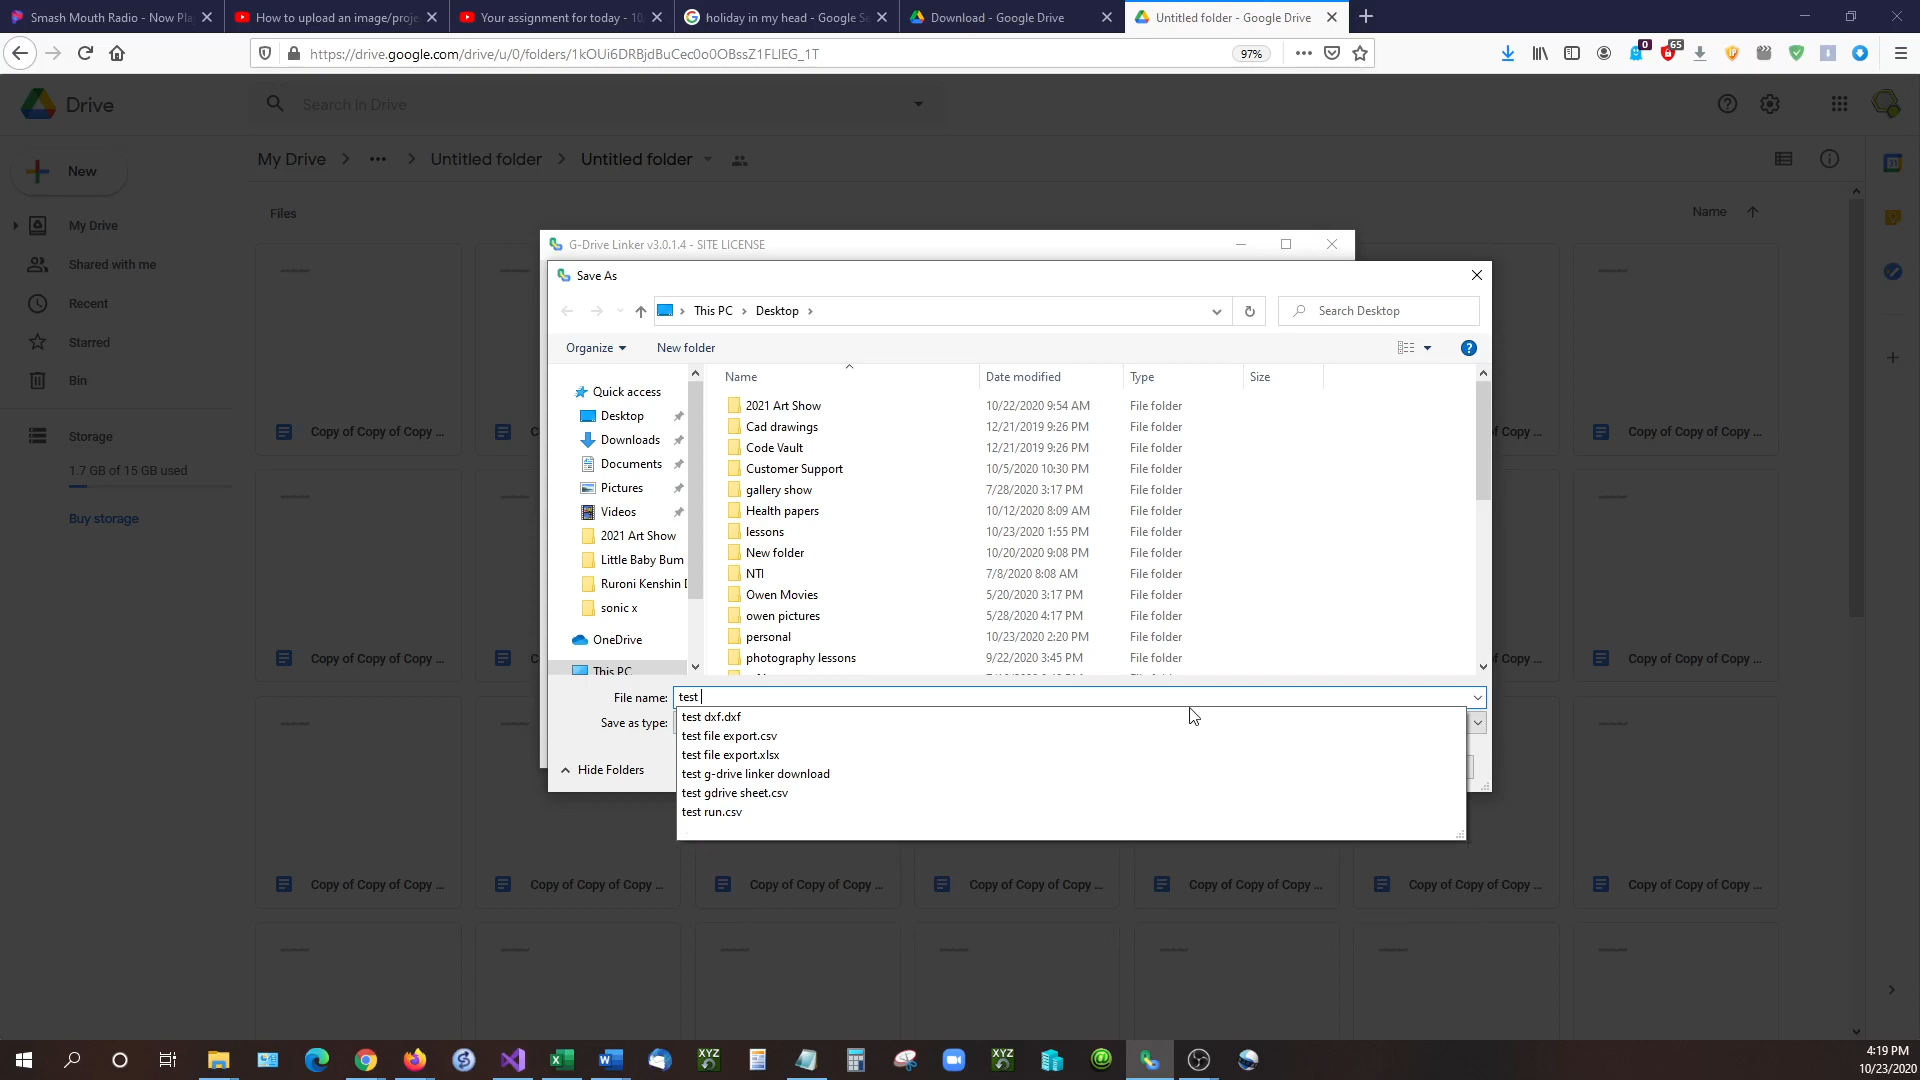 Smash Mouth Radio - Now Pla
How to upload an image/proje
Your assignment for today - 10
holiday in my head - Google Se
Download - Google Drive
Untitled folder - Google Drive
https://drive.google.com/drive/u/0/folders/1kOUi6DRBjdBuCec0o0OBssZ1FLIEG_1T
97%
0
65
Drive
Search in Drive
New
My Drive > ••• > Untitled folder > Untitled folder
Files
Name
My Drive
Shared with me
Recent
Starred
Bin
Storage
1.7 GB of 15 GB used
Buy storage
31
G-Drive Linker v3.0.1.4 - SITE LICENSE
Save As
This PC > Desktop >
Search Desktop
Organize
New folder
Quick access
Desktop
Downloads
Documents
Pictures
Videos
2021 Art Show
Little Baby Bum
Ruroni Kenshin D
sonic x
OneDrive
This PC
Name Date modified Type Size
2021 Art Show 10/22/2020 9:54 AM File folder
Cad drawings 12/21/2019 9:26 PM File folder
Code Vault 12/21/2019 9:26 PM File folder
Customer Support 10/5/2020 10:30 PM File folder
gallery show 7/28/2020 3:17 PM File folder
Health papers 10/12/2020 8:09 AM File folder
lessons 10/23/2020 1:55 PM File folder
New folder 10/20/2020 9:08 PM File folder
NTI 7/8/2020 8:08 AM File folder
Owen Movies 5/20/2020 3:17 PM File folder
owen pictures 5/28/2020 4:17 PM File folder
personal 10/23/2020 2:20 PM File folder
photography lessons 9/22/2020 3:45 PM File folder
File name: test
Save as type:
test dxf.dxf
test file export.csv
test file export.xlsx
test g-drive linker download
test gdrive sheet.csv
test run.csv
Hide Folders
Copy of Copy of Copy ...
f Copy ...
Copy of Copy of Copy ...
Copy of Copy of Copy ...
Copy of Copy of Copy ...
Copy of Copy of Copy ...
Copy of Copy of Copy ...
Copy of Copy of Copy ...
Copy of Copy of Copy ...
Copy of Copy of Copy ...
Copy of Copy of Copy ...
Copy of Copy of Copy ...
XYZ
XYZ
4:19 PM
10/23/2020